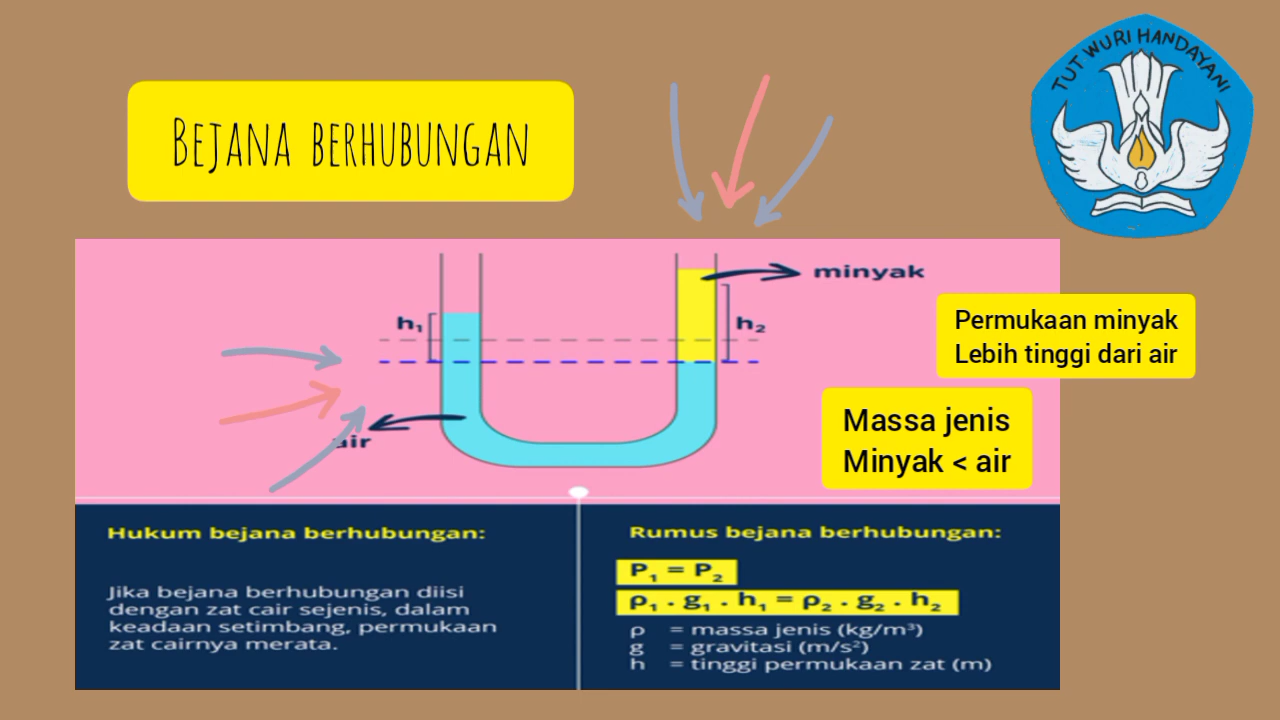 TUT WURI HANDAYANI
BEJANA BERHUBUNGAN
minyak
h₁
h₂
Permukaan minyak
Lebih tinggi dari air
air
Massa jenis
Minyak < air
Hukum bejana berhubungan:
Jika bejana berhubungan diisi
dengan zat cair sejenis, dalam
keadaan setimbang, permukaan
zat cairnya merata.
Rumus bejana berhubungan:
P₁ = P₂
ρ₁ . g₁ . h₁ = ρ₂ . g₂ . h₂
ρ = massa jenis (kg/m³)
g = gravitasi (m/s²)
h = tinggi permukaan zat (m)